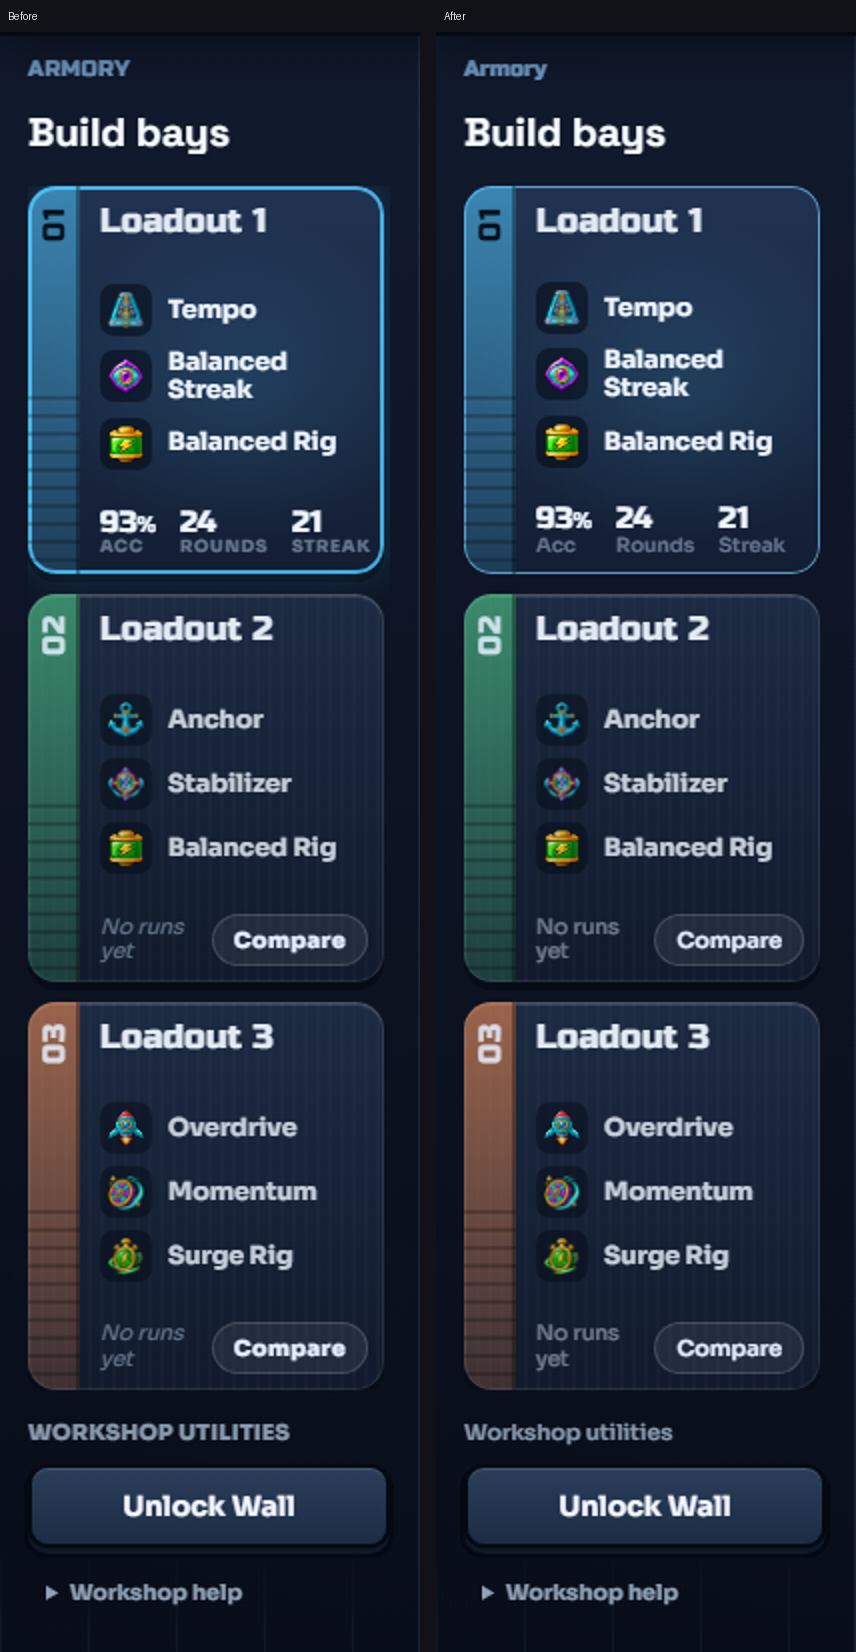 Before
ARMORY
Build bays
01
Loadout 1
Tempo
Balanced
Streak
Balanced Rig
93% 24 21
ACC ROUNDS STREAK
02
Loadout 2
Anchor
Stabilizer
Balanced Rig
No runs
yet
Compare
03
Loadout 3
Overdrive
Momentum
Surge Rig
No runs
yet
Compare
WORKSHOP UTILITIES
Unlock Wall
Workshop help
After
Armory
Build bays
01
Loadout 1
Tempo
Balanced
Streak
Balanced Rig
93% 24 21
Acc Rounds Streak
02
Loadout 2
Anchor
Stabilizer
Balanced Rig
No runs
yet
Compare
03
Loadout 3
Overdrive
Momentum
Surge Rig
No runs
yet
Compare
Workshop utilities
Unlock Wall
Workshop help